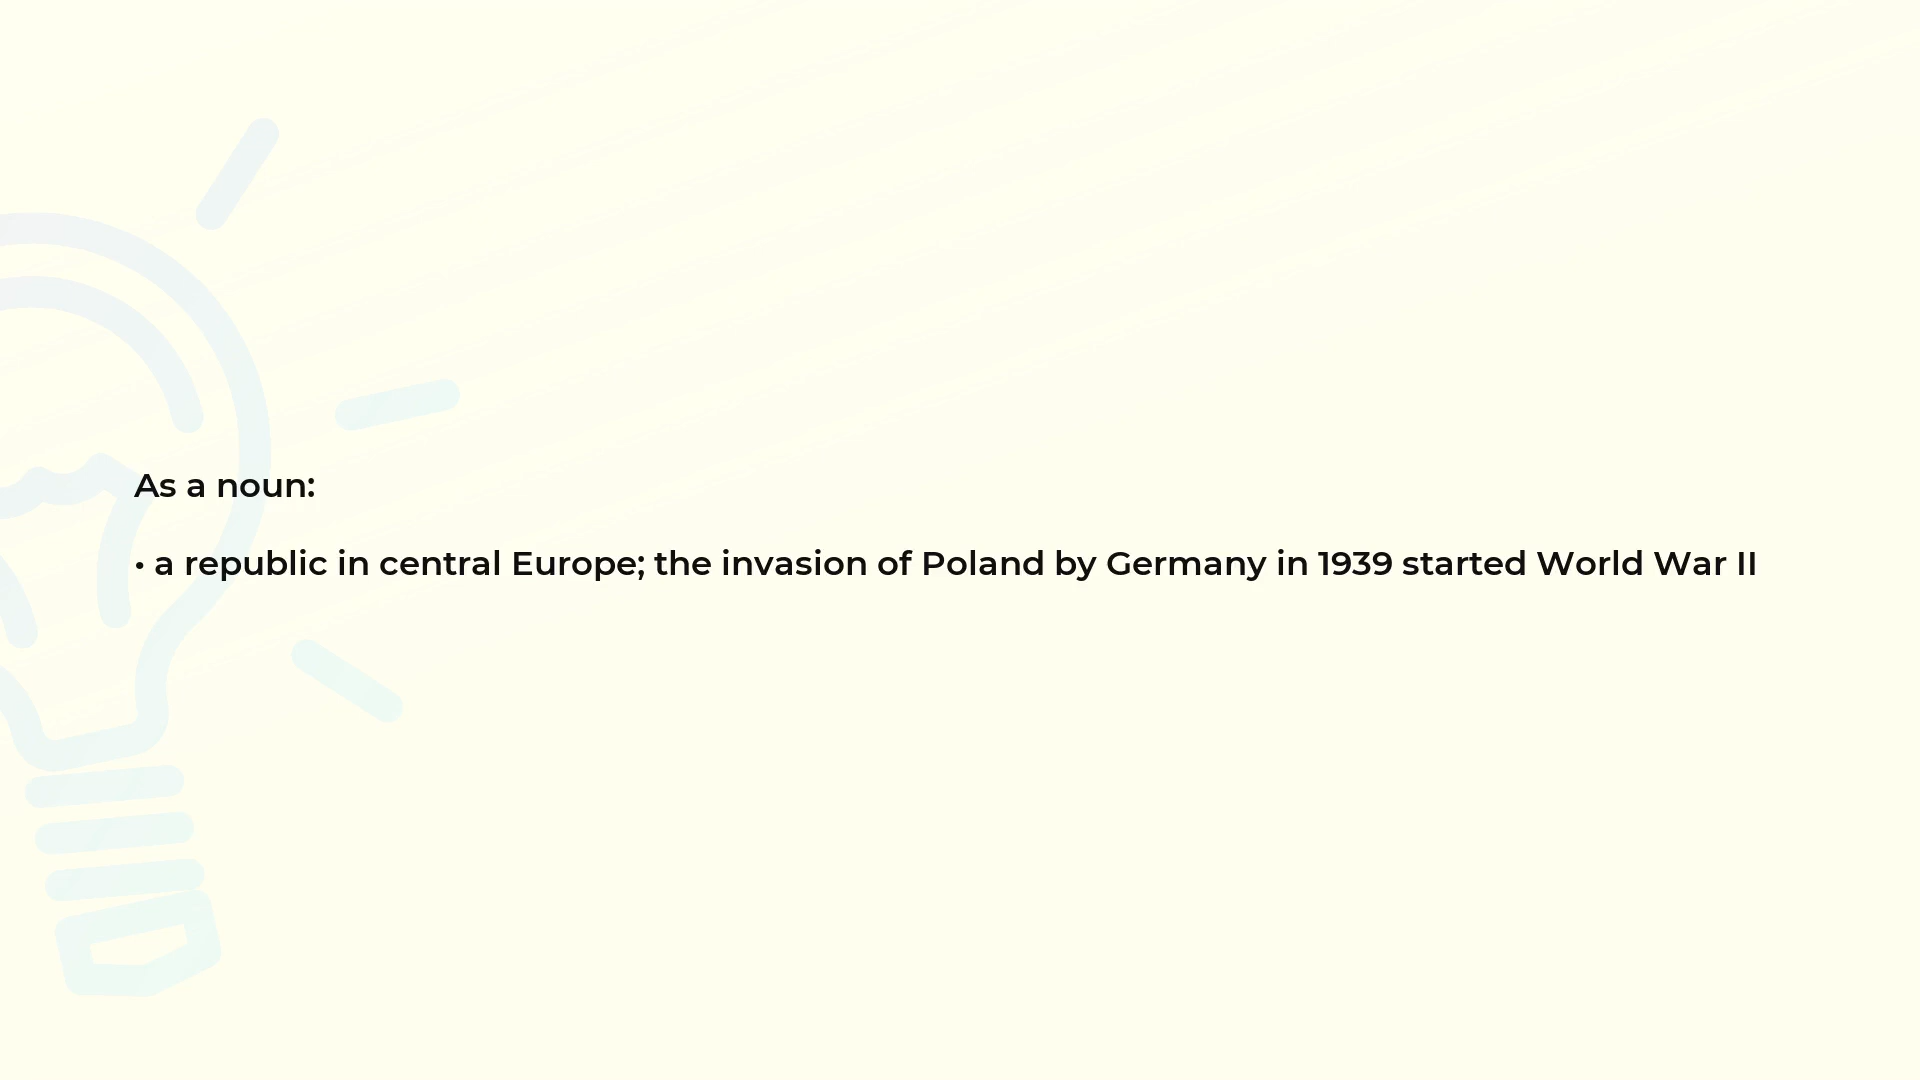 As a noun:
• a republic in central Europe; the invasion of Poland by Germany in 1939 started World War II